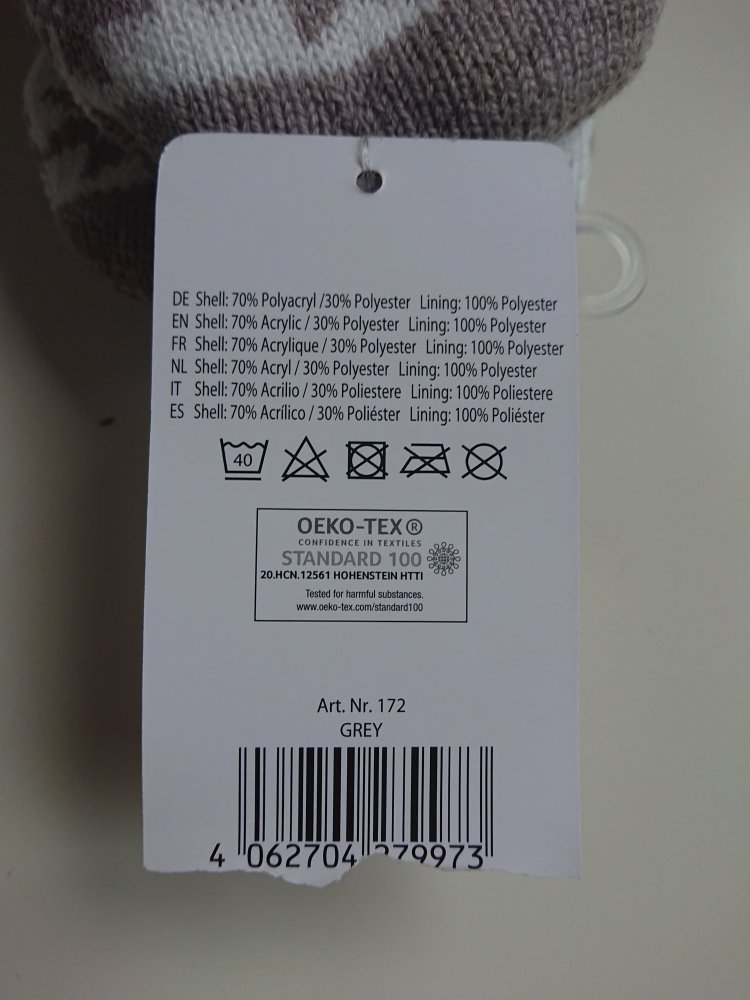 DE Shell: 70% Polyacryl /30% Polyester Lining: 100% Polyester
EN Shell: 70% Acrylic / 30% Polyester Lining: 100% Polyester
FR Shell: 70% Acrylique / 30% Polyester Lining: 100% Polyester
NL Shell: 70% Acryl / 30% Polyester Lining: 100% Polyester
IT Shell: 70% Acrilio / 30% Poliestere Lining: 100% Poliestere
ES Shell: 70% Acrílico / 30% Poliéster Lining: 100% Poliéster
40
OEKO-TEX®
CONFIDENCE IN TEXTILES
STANDARD 100
20.HCN.12561 HOHENSTEIN HTTI
Tested for harmful substances.
www.oeko-tex.com/standard100
Art. Nr. 172
GREY
4 062704 279973